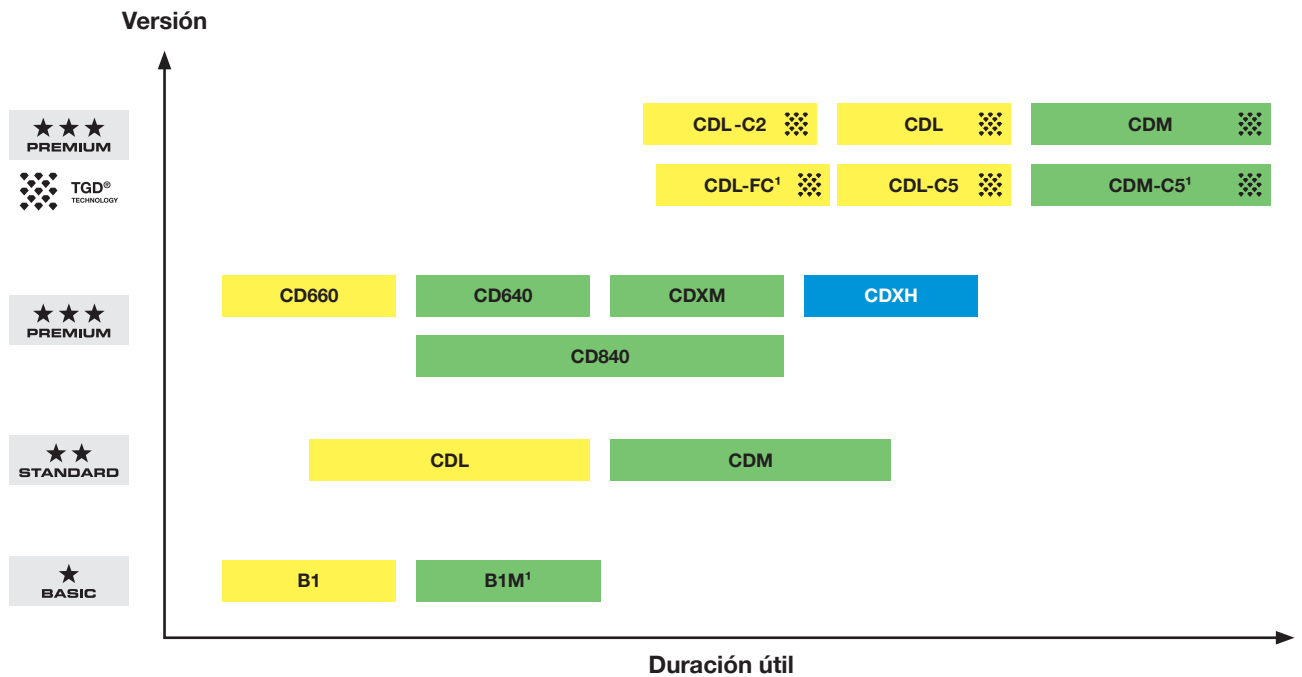 Versión
PREMIUM
TGD®
TECHNOLOGY
CDL-C2
CDL
CDM
CDL-FC¹
CDL-C5
CDM-C5¹
PREMIUM
CD660
CD640
CDXM
CDXH
CD840
STANDARD
CDL
CDM
BASIC
B1
B1M¹
Duración útil